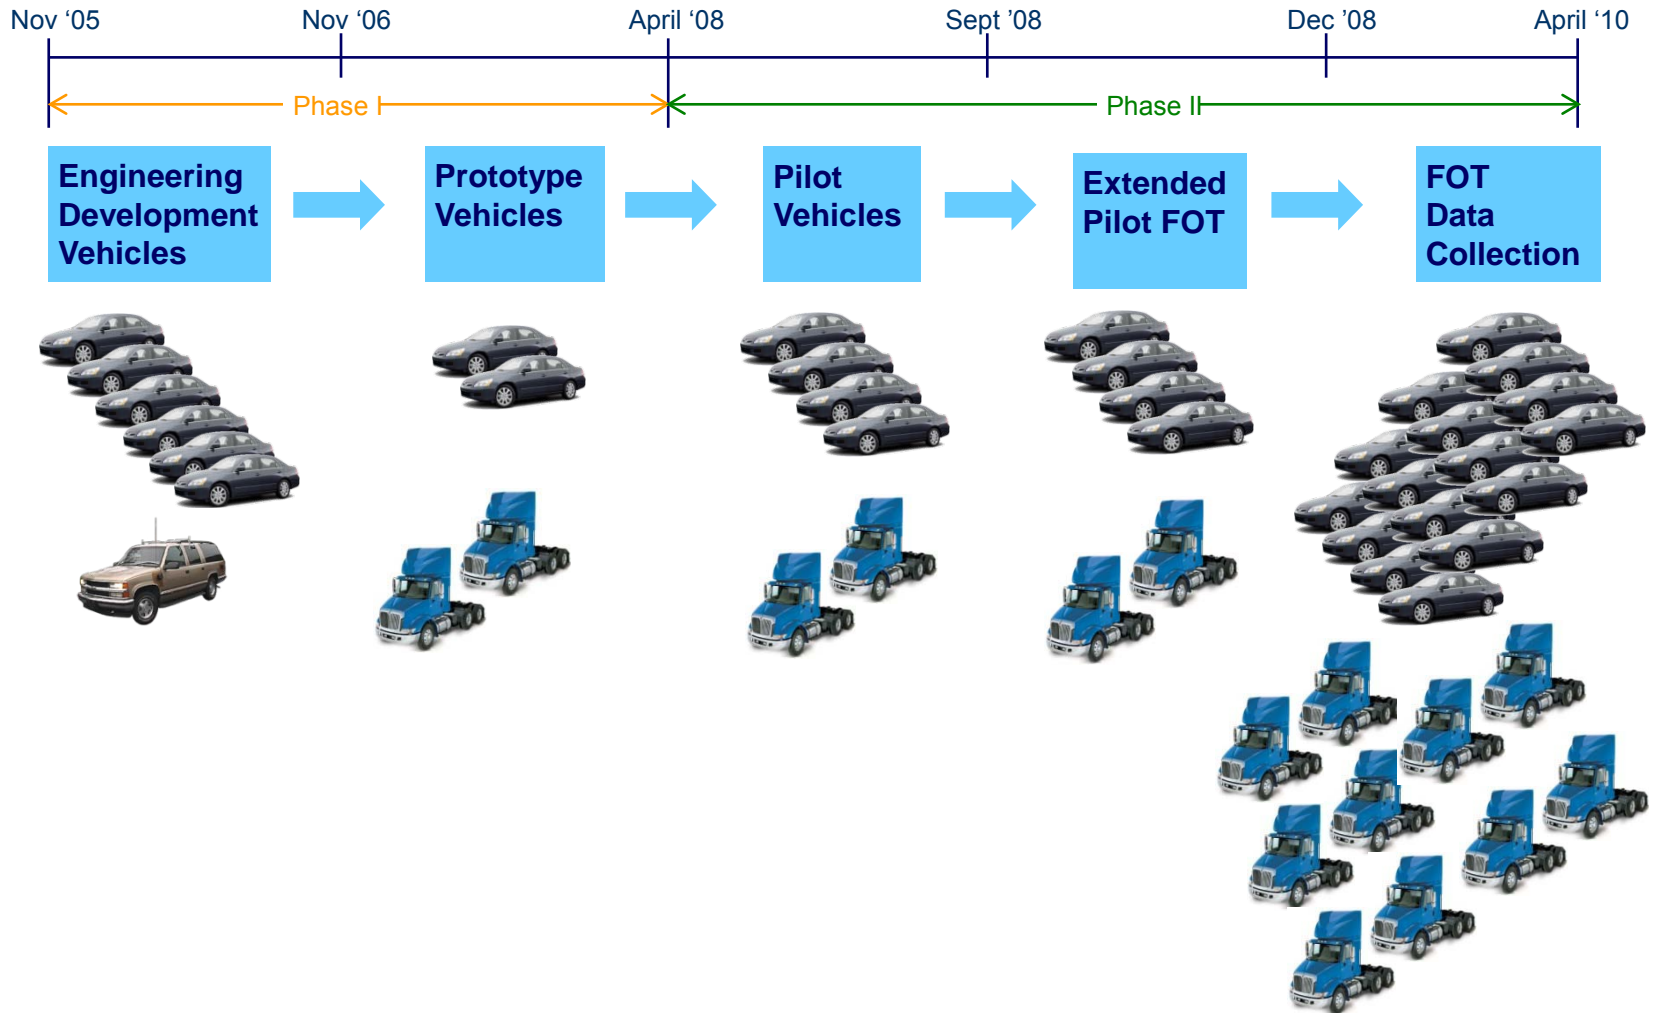 Nov ‘05
Nov ‘06
April ‘08
Sept ‘08
Dec ‘08
April ‘10
Phase I
Phase II
Engineering
Development
Vehicles
Prototype
Vehicles
Pilot
Vehicles
Extended
Pilot FOT
FOT
Data
Collection